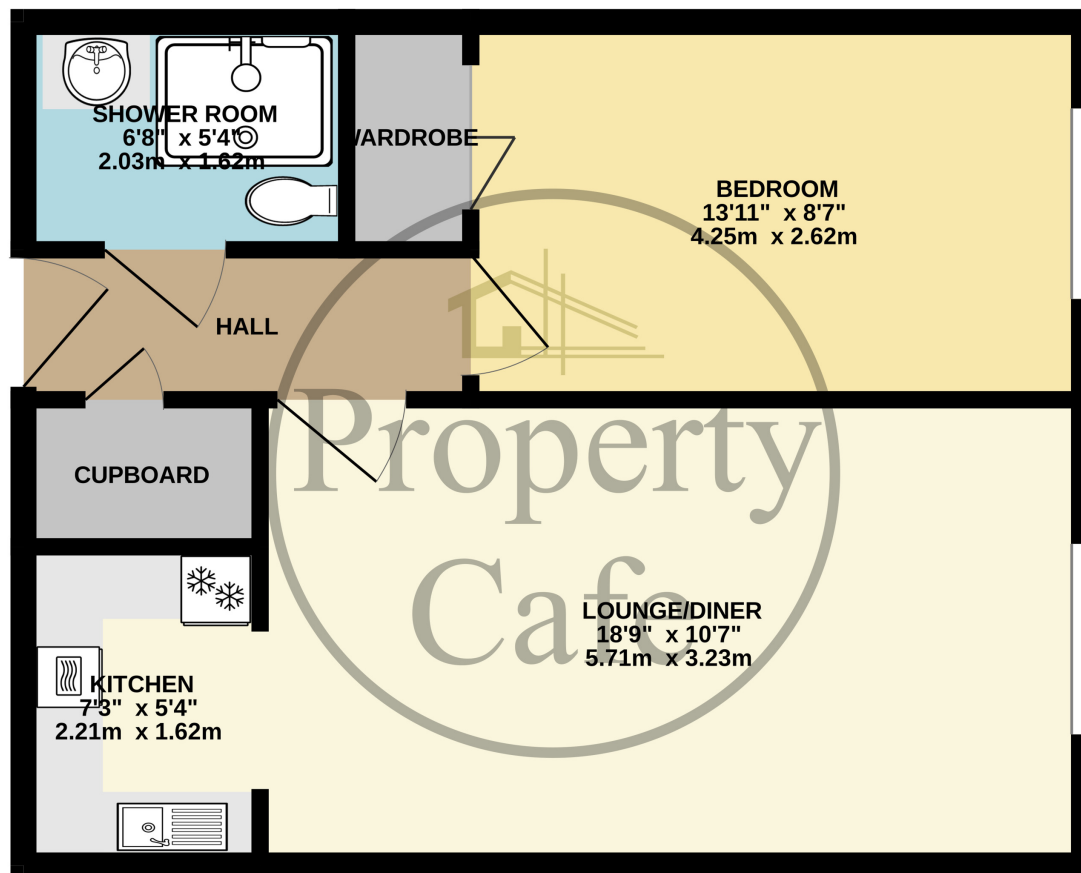 SHOWER ROOM
6'8" x 5'4"
2.03m x 1.62m
WARDROBE
BEDROOM
13'11" x 8'7"
4.25m x 2.62m
HALL
CUPBOARD
Property
Cafe
LOUNGE/DINER
18'9" x 10'7"
5.71m x 3.23m
KITCHEN
7'3" x 5'4"
2.21m x 1.62m